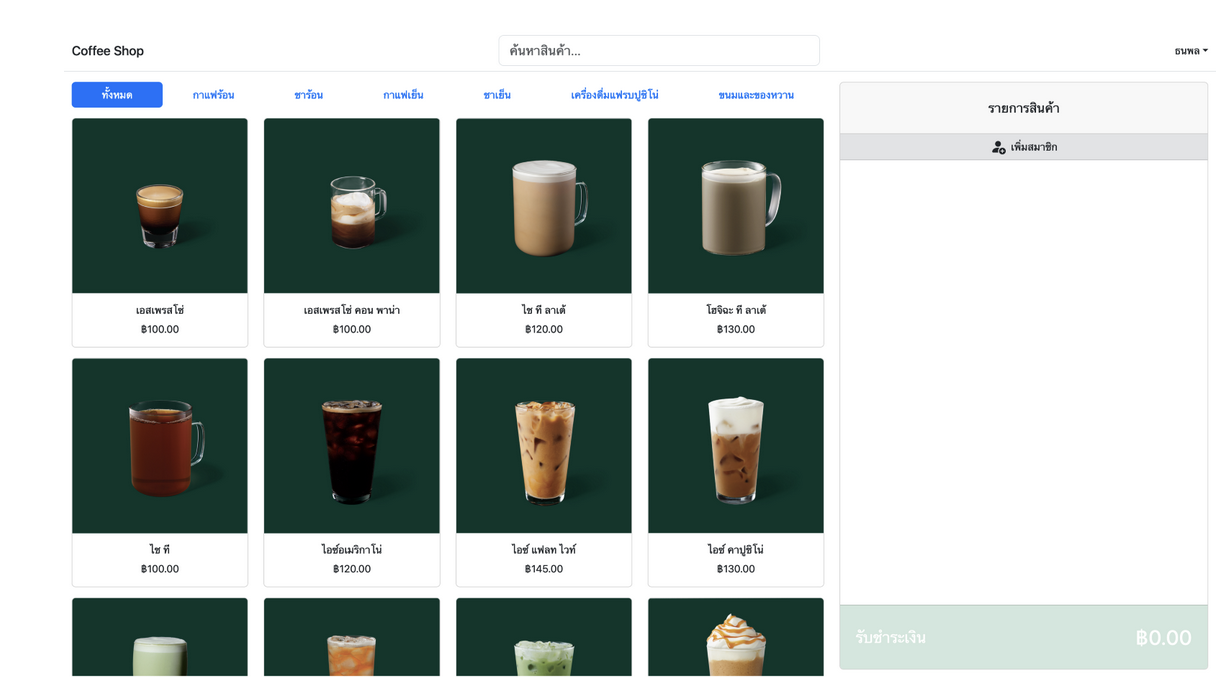 Coffee Shop
ค้นหาสินค้า...
ธนพล
ทั้งหมด
กาแฟร้อน
ชาร้อน
กาแฟเย็น
ชาเย็น
เครื่องดื่มแฟรบปูชิโน่
ขนมและของหวาน
รายการสินค้า
เพิ่มสมาชิก
เอสเพรสโซ่
฿100.00
เอสเพรสโซ่ คอน พาน่า
฿100.00
ไช ที ลาเต้
฿120.00
โฮจิฉะ ที ลาเต้
฿130.00
ไช ที
฿100.00
ไอซ์อเมริกาโน่
฿120.00
ไอซ์ แฟลท ไวท์
฿145.00
ไอซ์ คาปูชิโน่
฿130.00
รับชำระเงิน
฿0.00